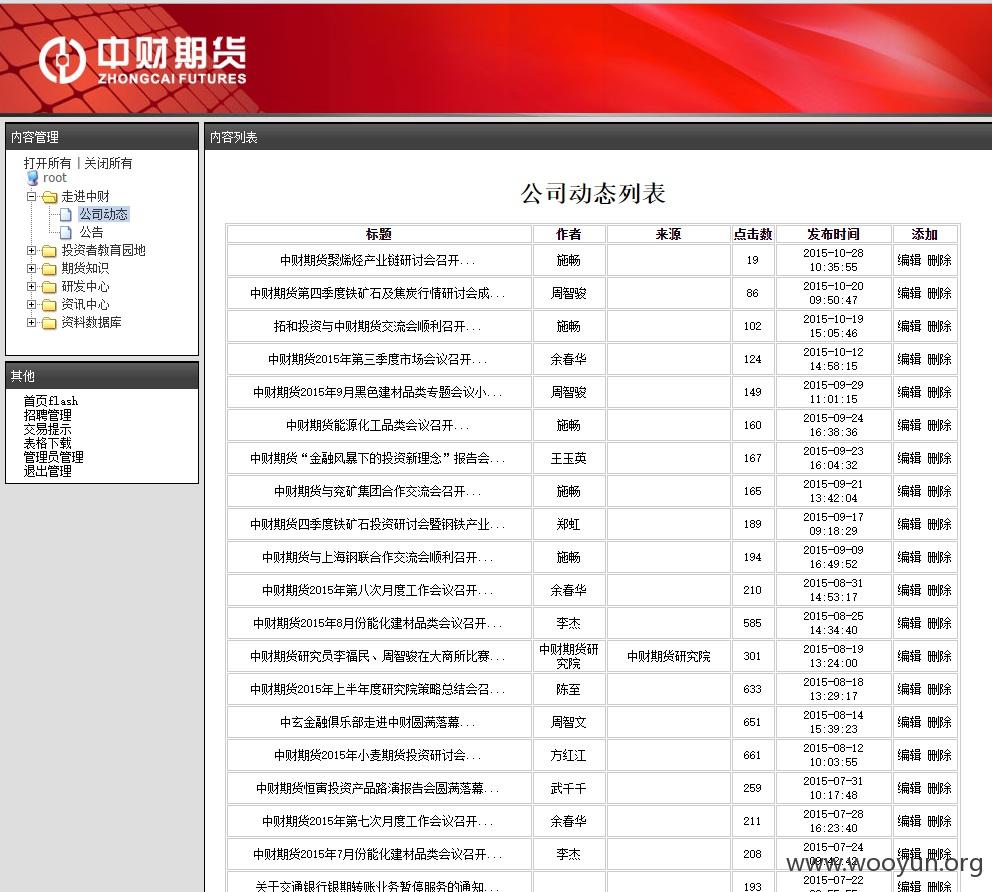 中财期货
ZHONGCAI FUTURES
内容管理
打开所有 | 关闭所有
root
走进中财
公司动态
公告
投资者教育园地
期货知识
研发中心
资讯中心
资料数据库
其他
首页flash
招聘管理
交易提示
表格下载
管理员管理
退出管理
内容列表
公司动态列表
标题 作者 来源 点击数 发布时间 添加
中财期货聚烯烃产业链研讨会召开... 施畅 19 2015-10-28 10:35:55 编辑 删除
中财期货第四季度铁矿石及焦炭行情研讨会成... 周智骏 86 2015-10-20 09:50:47 编辑 删除
拓和投资与中财期货交流会顺利召开... 施畅 102 2015-10-19 15:05:46 编辑 删除
中财期货2015年第三季度市场会议召开... 余春华 124 2015-10-12 14:58:15 编辑 删除
中财期货2015年9月黑色建材品类专题会议小... 周智骏 149 2015-09-29 11:01:15 编辑 删除
中财期货能源化工品类会议召开... 施畅 160 2015-09-24 16:38:36 编辑 删除
中财期货“金融风暴下的投资新理念”报告会... 王玉英 167 2015-09-23 16:04:32 编辑 删除
中财期货与兖矿集团合作交流会召开... 施畅 165 2015-09-21 13:42:04 编辑 删除
中财期货四季度铁矿石投资研讨会暨钢铁产业... 郑虹 189 2015-09-17 09:18:29 编辑 删除
中财期货与上海钢联合作交流会顺利召开... 施畅 194 2015-09-09 16:49:52 编辑 删除
中财期货2015年第八次月度工作会议召开... 余春华 210 2015-08-31 14:53:17 编辑 删除
中财期货2015年8月份能化建材品类会议召开... 李杰 585 2015-08-25 14:34:40 编辑 删除
中财期货研究员李福民、周智骏在大商所比赛... 中财期货研究院 中财期货研究院 301 2015-08-19 13:24:00 编辑 删除
中财期货2015年上半年度研究院策略总结会召... 陈至 633 2015-08-18 13:29:17 编辑 删除
中玄金融俱乐部走进中财圆满落幕... 周智文 651 2015-08-14 15:39:23 编辑 删除
中财期货2015年小麦期货投资研讨会... 方红江 661 2015-08-12 10:03:55 编辑 删除
中财期货恒寅投资产品路演报告会圆满落幕... 武千千 259 2015-07-31 10:17:48 编辑 删除
中财期货2015年第七次月度工作会议召开... 余春华 211 2015-07-28 16:23:40 编辑 删除
中财期货2015年7月份能化建材品类会议召开... 李杰 208 2015-07-24 编辑 删除
关于交通银行银期转账业务暂停服务的通知... 193 2015-07-22 编辑 删除
www.wooyun.org